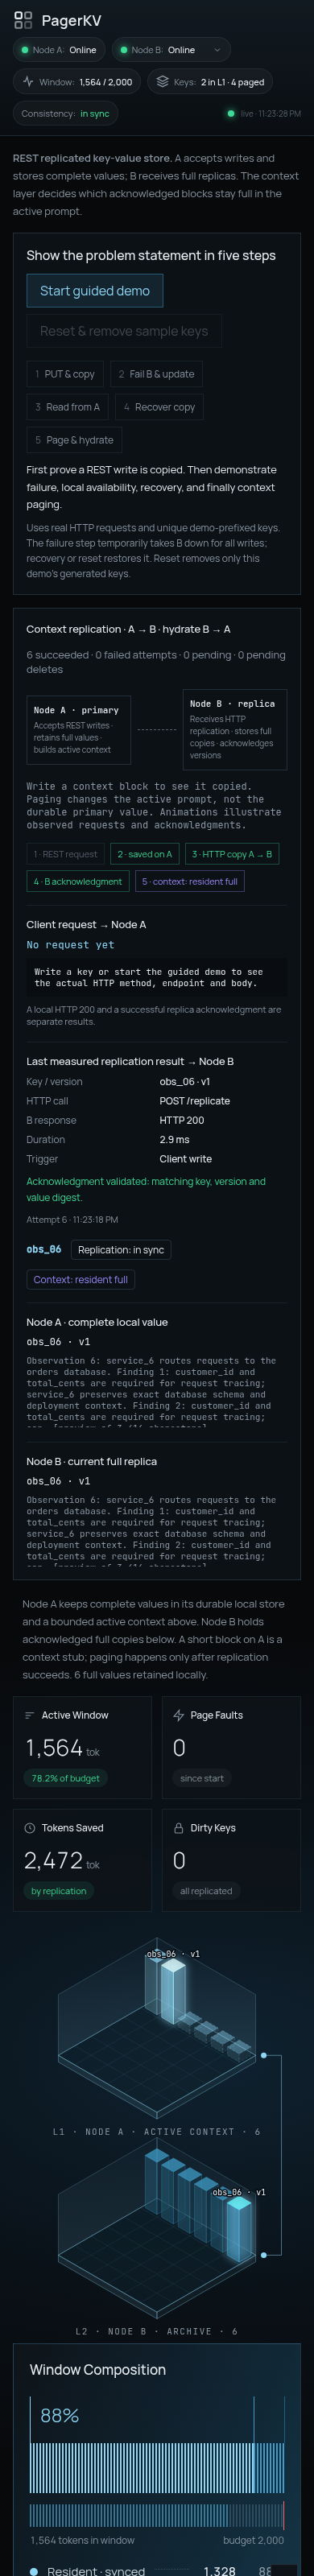 PagerKV
Node A: Online
Node B: Online
Window: 1,564 / 2,000
Keys: 2 in L1 · 4 paged
Consistency: in sync
live · 11:23:28 PM
REST replicated key-value store. A accepts writes and
stores complete values; B receives full replicas. The context
layer decides which acknowledged blocks stay full in the
active prompt.
Show the problem statement in five steps
Start guided demo
Reset & remove sample keys
1 PUT & copy
2 Fail B & update
3 Read from A
4 Recover copy
5 Page & hydrate
First prove a REST write is copied. Then demonstrate
failure, local availability, recovery, and finally context
paging.
Uses real HTTP requests and unique demo-prefixed keys.
The failure step temporarily takes B down for all writes;
recovery or reset restores it. Reset removes only this
demo's generated keys.
Context replication · A → B · hydrate B → A
6 succeeded · 0 failed attempts · 0 pending · 0 pending
deletes
Node A · primary
Accepts REST writes ·
retains full values ·
builds active context
Node B · replica
Receives HTTP
replication · stores full
copies · acknowledges
versions
Write a context block to see it copied.
Paging changes the active prompt, not the
durable primary value. Animations illustrate
observed requests and acknowledgments.
1 · REST request
2 · saved on A
3 · HTTP copy A → B
4 · B acknowledgment
5 · context: resident full
Client request → Node A
No request yet
Write a key or start the guided demo to see
the actual HTTP method, endpoint and body.
A local HTTP 200 and a successful replica acknowledgment are
separate results.
Last measured replication result → Node B
Key / version obs_06 · v1
HTTP call POST /replicate
B response HTTP 200
Duration 2.9 ms
Trigger Client write
Acknowledgment validated: matching key, version and
value digest.
Attempt 6 · 11:23:18 PM
obs_06 Replication: in sync
Context: resident full
Node A · complete local value
obs_06 · v1
Observation 6: service_6 routes requests to the
orders database. Finding 1: customer_id and
total_cents are required for request tracing;
service_6 preserves exact database schema and
deployment context. Finding 2: customer_id and
total_cents are required for request tracing;
Node B · current full replica
obs_06 · v1
Observation 6: service_6 routes requests to the
orders database. Finding 1: customer_id and
total_cents are required for request tracing;
service_6 preserves exact database schema and
deployment context. Finding 2: customer_id and
total_cents are required for request tracing;
Node A keeps complete values in its durable local store
and a bounded active context above. Node B holds
acknowledged full copies below. A short block on A is a
context stub; paging happens only after replication
succeeds. 6 full values retained locally.
Active Window
1,564 tok
78.2% of budget
Page Faults
0
since start
Tokens Saved
2,472 tok
by replication
Dirty Keys
0
all replicated
obs_06 · v1
L1 · NODE A · ACTIVE CONTEXT · 6
obs_06 · v1
L2 · NODE B · ARCHIVE · 6
Window Composition
88%
1,564 tokens in window
budget 2,000
Resident · synced 1,328